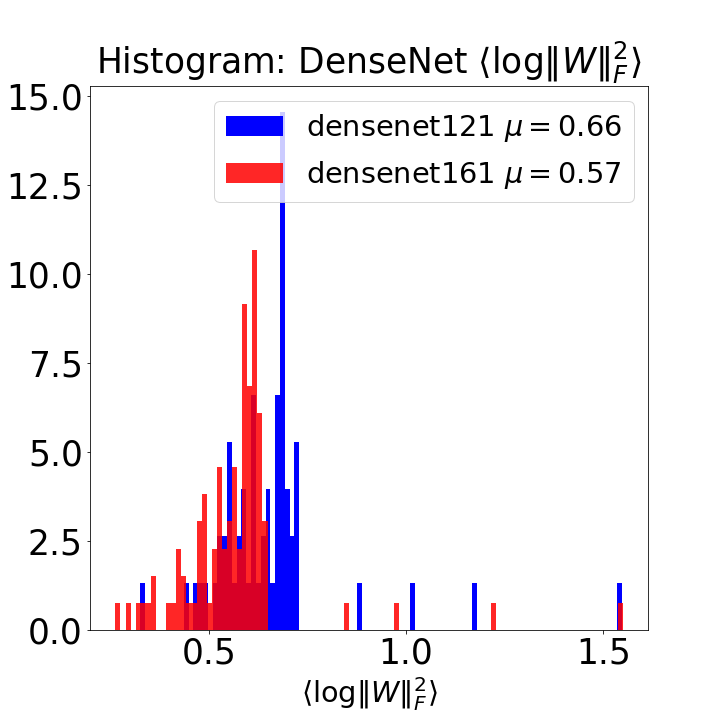 Histogram: DenseNet ⟨log‖W‖²_F⟩
densenet121 μ = 0.66
densenet161 μ = 0.57
15.0
12.5
10.0
7.5
5.0
2.5
0.0
0.5 1.0 1.5
⟨log‖W‖²_F⟩